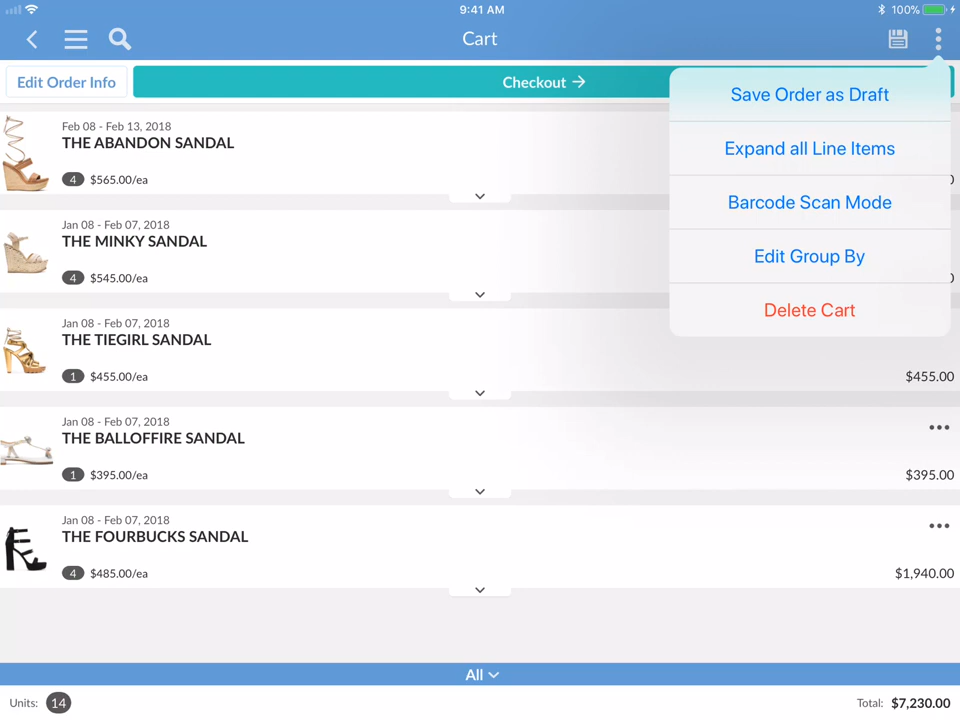 9:41 AM
100%
Cart
Edit Order Info
Checkout →
Save Order as Draft
Expand all Line Items
Barcode Scan Mode
Edit Group By
Delete Cart
Feb 08 - Feb 13, 2018
THE ABANDON SANDAL
4 $565.00/ea
0
Jan 08 - Feb 07, 2018
THE MINKY SANDAL
4 $545.00/ea
0
Jan 08 - Feb 07, 2018
THE TIEGIRL SANDAL
1 $455.00/ea
$455.00
Jan 08 - Feb 07, 2018
THE BALLOFFIRE SANDAL
1 $395.00/ea
$395.00
Jan 08 - Feb 07, 2018
THE FOURBUCKS SANDAL
4 $485.00/ea
$1,940.00
All
Units: 14
Total: $7,230.00